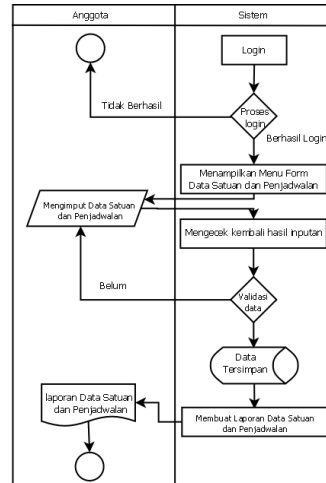 Anggota
Sistem
Login
Proses
login
Tidak Berhasil
Berhasil Login
Menampilkan Menu Form
Data Satuan dan Penjadwalan
Mengimput Data Satuan
dan Penjadwalan
Mengecek kembali hasil inputan
Belum
Validasi
data
Data
Tersimpan
laporan Data Satuan
dan Penjadwalan
Membuat Laporan Data Satuan
dan Penjadwalan